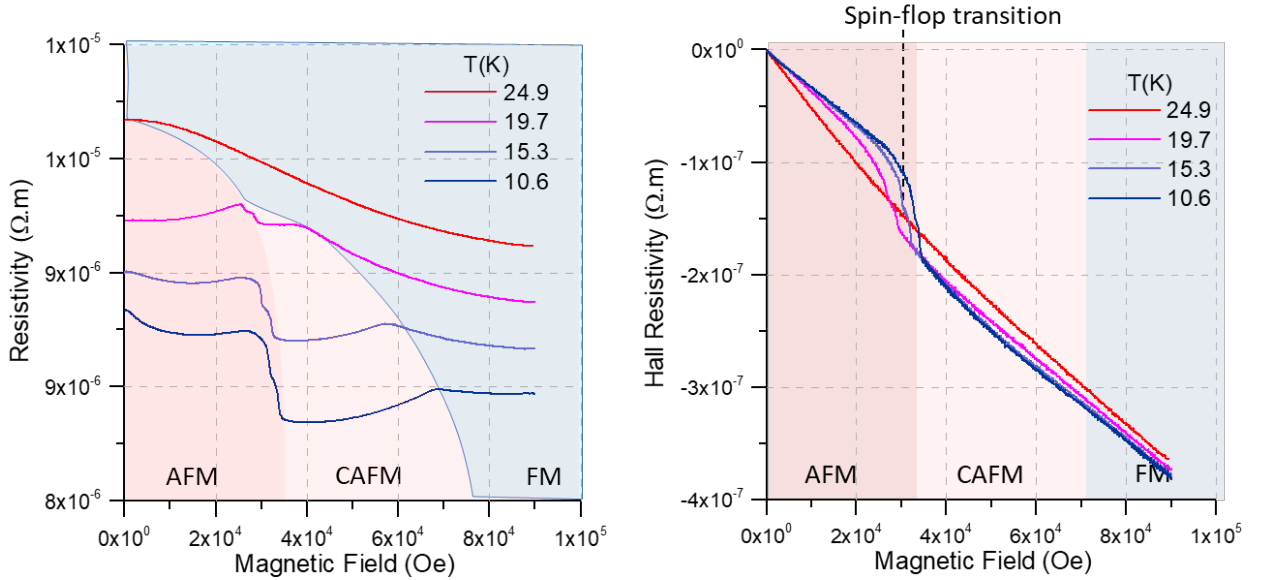 Spin-flop transition
1x10⁻⁵
1x10⁻⁵
9x10⁻⁶
9x10⁻⁶
8x10⁻⁶
Resistivity (Ω.m)
T(K)
24.9
19.7
15.3
10.6
AFM
CAFM
FM
0x10⁰
2x10⁴
4x10⁴
6x10⁴
8x10⁴
1x10⁵
Magnetic Field (Oe)
0x10⁰
-1x10⁻⁷
-2x10⁻⁷
-3x10⁻⁷
-4x10⁻⁷
Hall Resistivity (Ω.m)
T(K)
24.9
19.7
15.3
10.6
AFM
CAFM
FM
0x10⁰
2x10⁴
4x10⁴
6x10⁴
8x10⁴
1x10⁵
Magnetic Field (Oe)